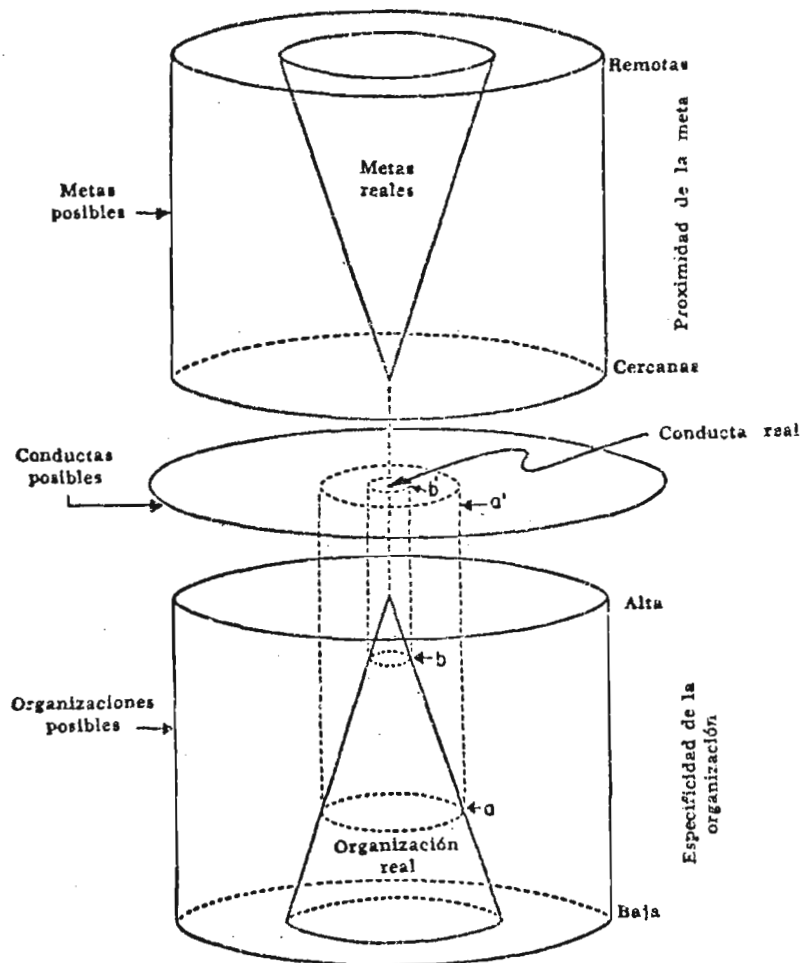 Remotas
Proximidad de la meta
Metas
reales
Metas
posibles
Cercanas
Conducta real
Conductas
posibles
b'
a'
Alta
b
Organizaciones
posibles
Especificidad de la
organización
a
Organización
real
Baja